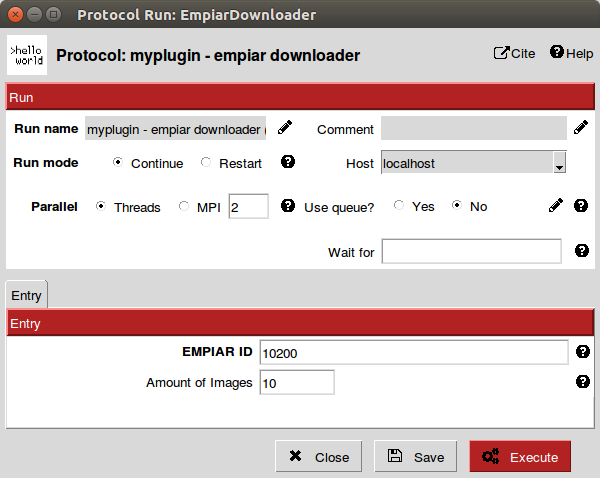 Protocol Run: EmpiarDownloader
>hello
world
Protocol: myplugin - empiar downloader
Cite
Help
Run
Run name myplugin - empiar downloader ( Comment
Run mode Continue Restart Host localhost
Parallel Threads MPI 2 Use queue? Yes No
Wait for
Entry
Entry
EMPIAR ID 10200
Amount of Images 10
Close Save Execute